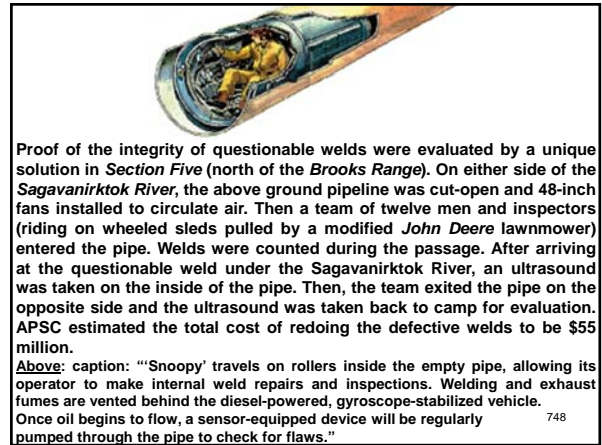 Proof of the integrity of questionable welds were evaluated by a unique
solution in Section Five (north of the Brooks Range). On either side of the
Sagavanirktok River, the above ground pipeline was cut-open and 48-inch
fans installed to circulate air. Then a team of twelve men and inspectors
(riding on wheeled sleds pulled by a modified John Deere lawnmower)
entered the pipe. Welds were counted during the passage. After arriving
at the questionable weld under the Sagavanirktok River, an ultrasound
was taken on the inside of the pipe. Then, the team exited the pipe on the
opposite side and the ultrasound was taken back to camp for evaluation.
APSC estimated the total cost of redoing the defective welds to be $55
million.
Above: caption: “‘Snoopy’ travels on rollers inside the empty pipe, allowing its
operator to make internal weld repairs and inspections. Welding and exhaust
fumes are vented behind the diesel-powered, gyroscope-stabilized vehicle.
Once oil begins to flow, a sensor-equipped device will be regularly
pumped through the pipe to check for flaws.”
748